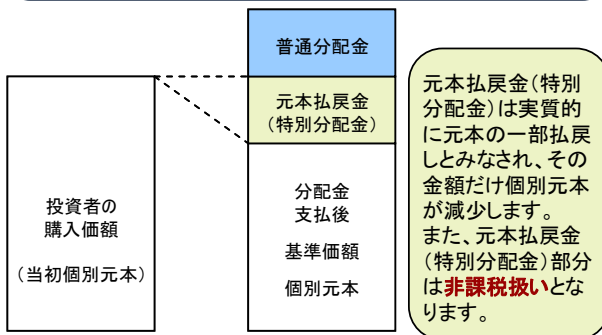 普通分配金
元本払戻金
(特別分配金)
投資者の
購入価額
(当初個別元本)
分配金
支払後
基準価額
個別元本
元本払戻金(特別
分配金)は実質的
に元本の一部払戻
しとみなされ、その
金額だけ個別元本
が減少します。
また、元本払戻金
(特別分配金)部分
は非課税扱いとな
ります。